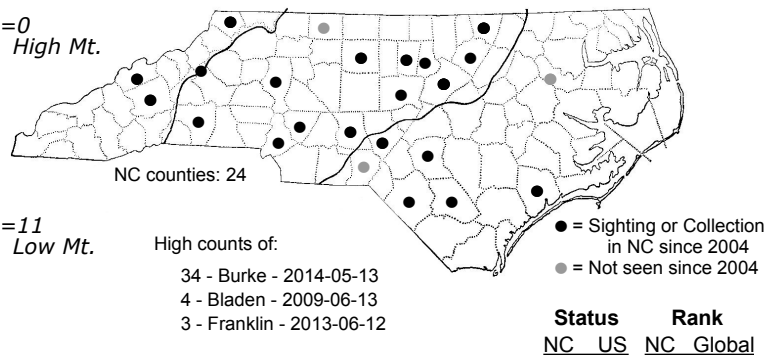 =0
High Mt.
NC counties: 24
=11
Low Mt.
High counts of:
34 - Burke - 2014-05-13
4 - Bladen - 2009-06-13
3 - Franklin - 2013-06-12
● = Sighting or Collection
in NC since 2004
● = Not seen since 2004
Status Rank
NC US NC Global